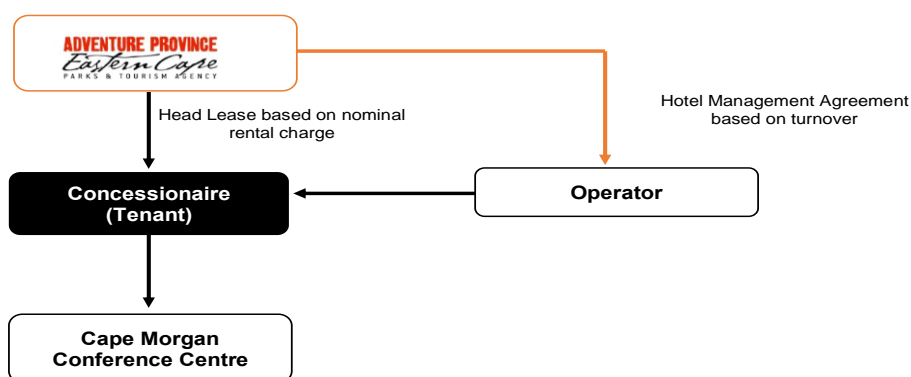 ADVENTURE PROVINCE
Eastern Cape
PARKS & TOURISM AGENCY
Head Lease based on nominal
rental charge
Hotel Management Agreement
based on turnover
Concessionaire
(Tenant)
Operator
Cape Morgan
Conference Centre